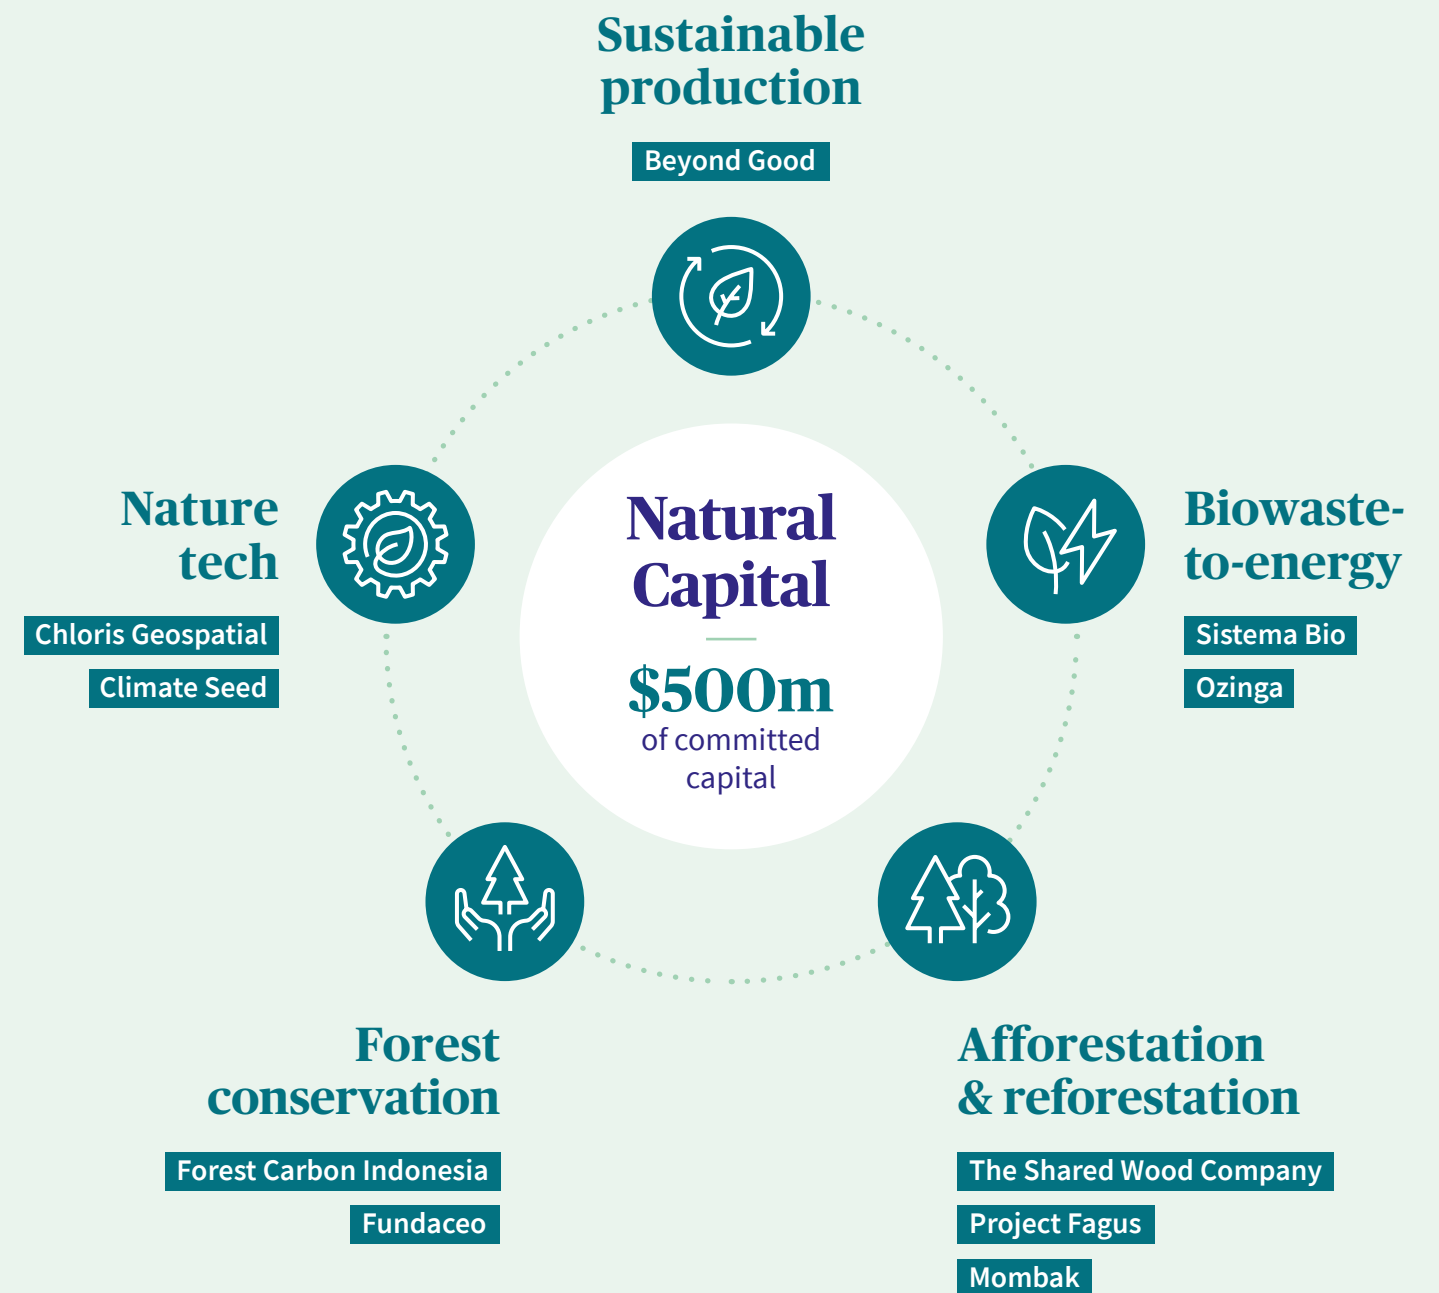 Sustainable
production
Beyond Good
Nature
tech
Chloris Geospatial
Climate Seed
Natural
Capital
$500m
of committed
capital
Biowaste-
to-energy
Sistema Bio
Ozinga
Forest
conservation
Forest Carbon Indonesia
Fundaceo
Afforestation
& reforestation
The Shared Wood Company
Project Fagus
Mombak